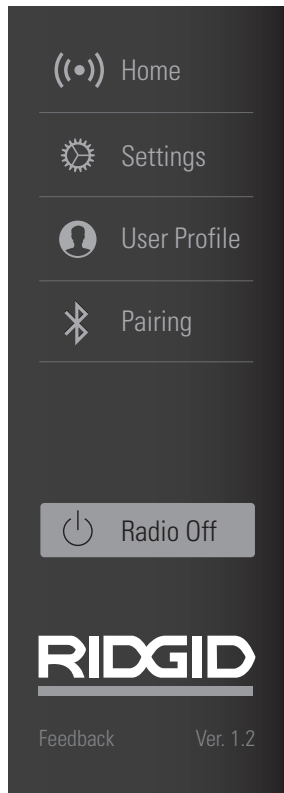 Home
Settings
User Profile
Pairing
Radio Off
RIDGID
Feedback Ver. 1.2